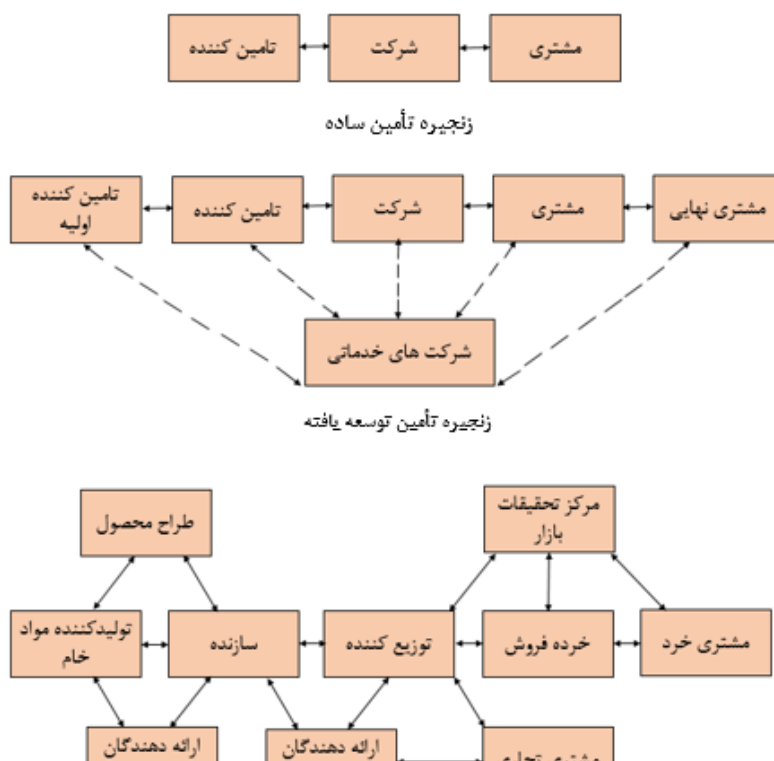 مشتری
شرکت
تامین کننده
زنجیره تأمین ساده
مشتری نهایی
مشتری
شرکت
تامین کننده
تامین کننده
اولیه
شرکت های خدماتی
زنجیره تأمین توسعه یافته
مرکز تحقیقات
بازار
طراح محصول
مشتری خرد
خرده فروش
توزیع کننده
سازنده
تولیدکننده مواد
خام
ارائه دهندگان
ارائه دهندگان